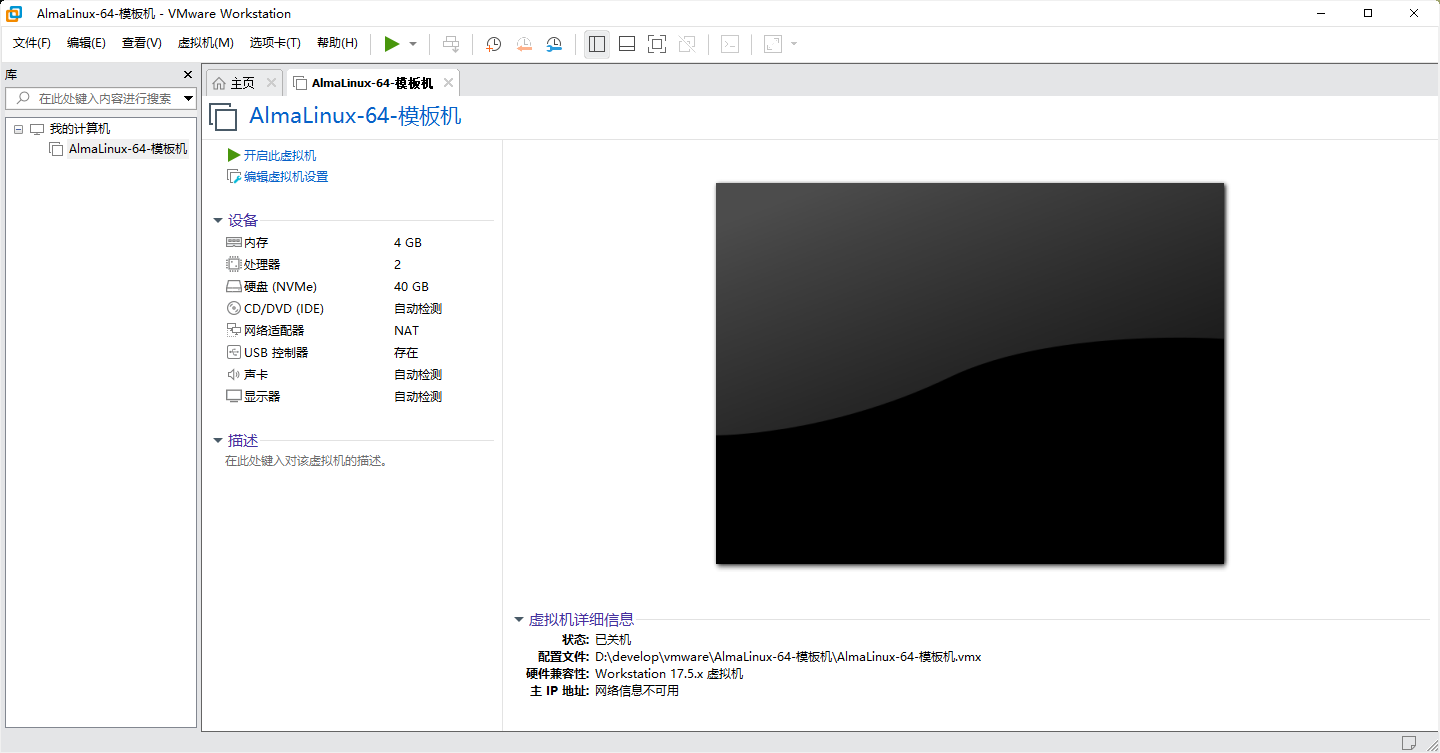 AlmaLinux-64-模板机 - VMware Workstation
文件(F) 编辑(E) 查看(V) 虚拟机(M) 选项卡(T) 帮助(H)
库
在此处键入内容进行搜索
我的计算机
AlmaLinux-64-模板机
主页
AlmaLinux-64-模板机
AlmaLinux-64-模板机
开启此虚拟机
编辑虚拟机设置
设备
内存 4 GB
处理器 2
硬盘 (NVMe) 40 GB
CD/DVD (IDE) 自动检测
网络适配器 NAT
USB 控制器 存在
声卡 自动检测
显示器 自动检测
描述
在此处键入对该虚拟机的描述。
虚拟机详细信息
状态: 已关机
配置文件: D:\develop\vmware\AlmaLinux-64-模板机\AlmaLinux-64-模板机.vmx
硬件兼容性: Workstation 17.5.x 虚拟机
主 IP 地址: 网络信息不可用